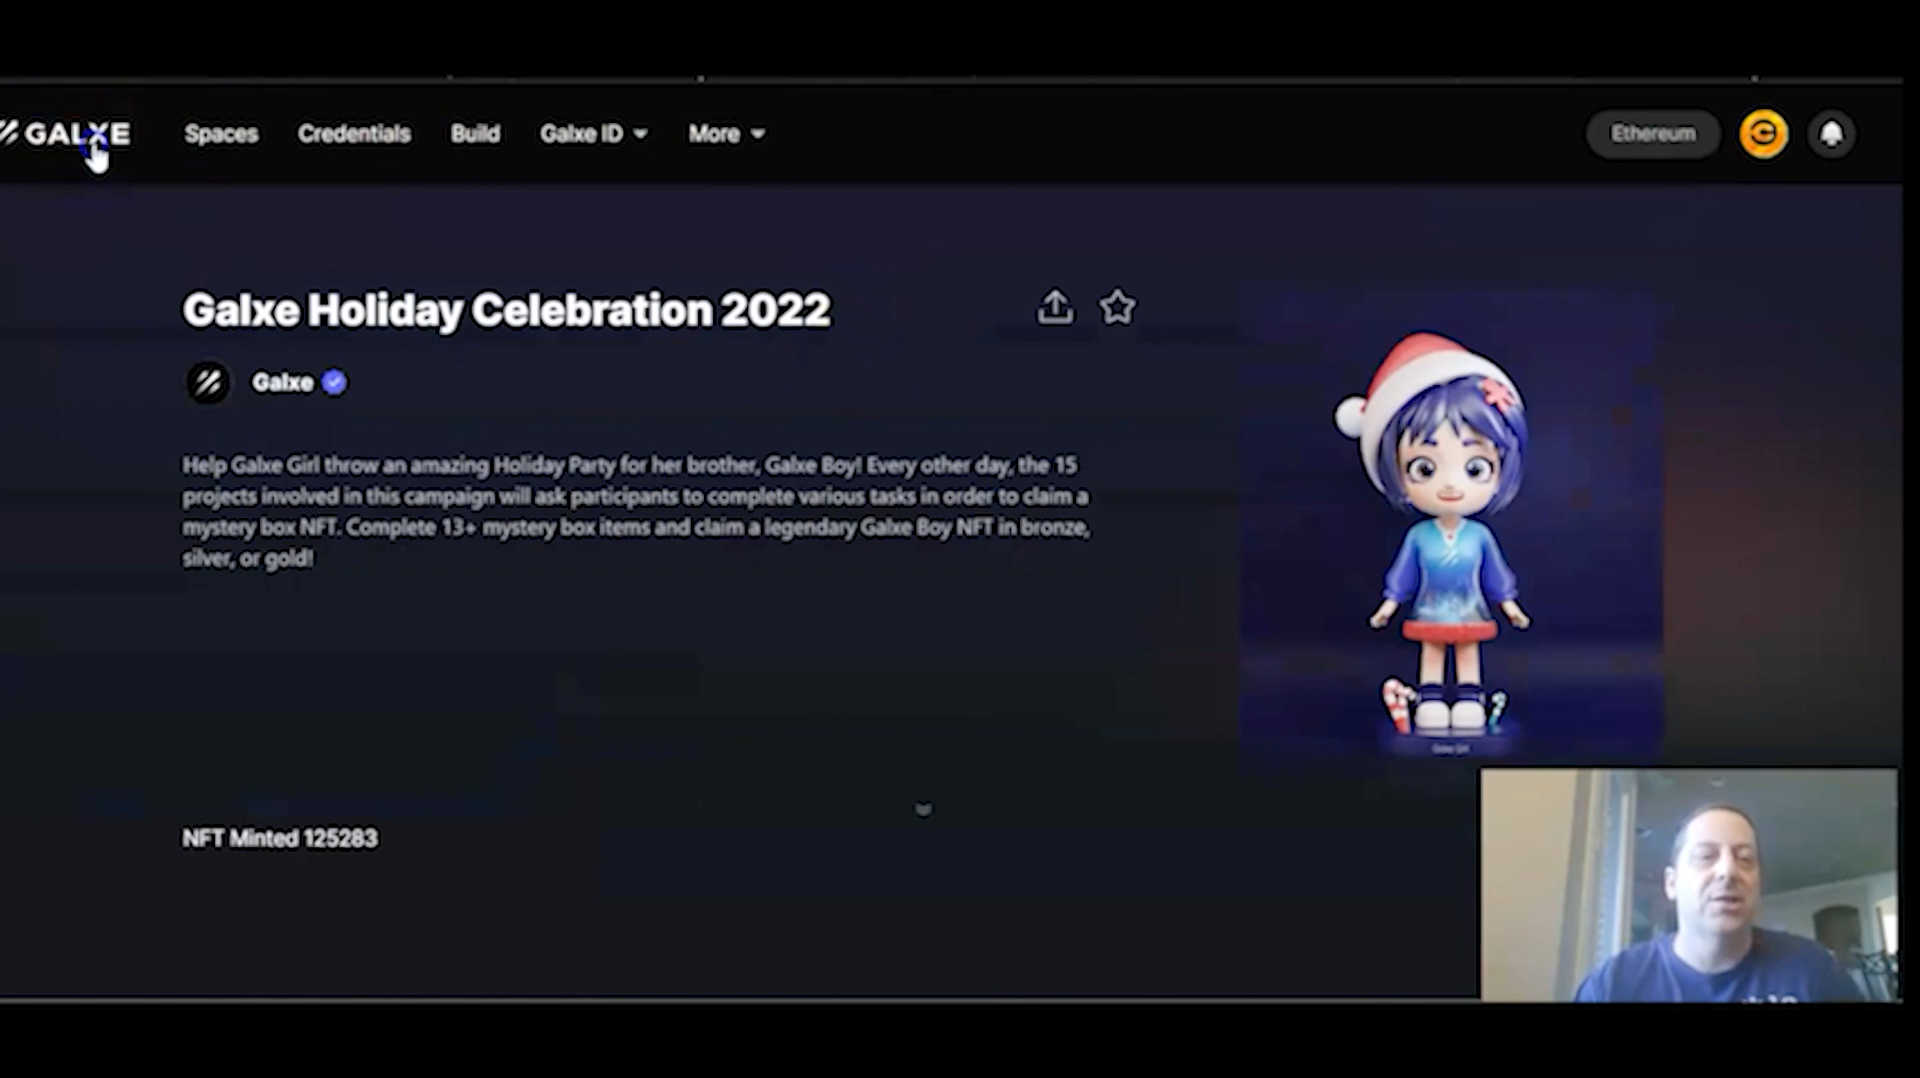 GALXE
Spaces
Credentials
Build
Galxe ID
More
Ethereum
Galxe Holiday Celebration 2022
Galxe
Help Galxe Girl throw an amazing Holiday Party for her brother, Galxe Boy! Every other day, the 15
projects involved in this campaign will ask participants to complete various tasks in order to claim a
mystery box NFT. Complete 13+ mystery box items and claim a legendary Galxe Boy NFT in bronze,
silver, or gold!
NFT Minted 125283